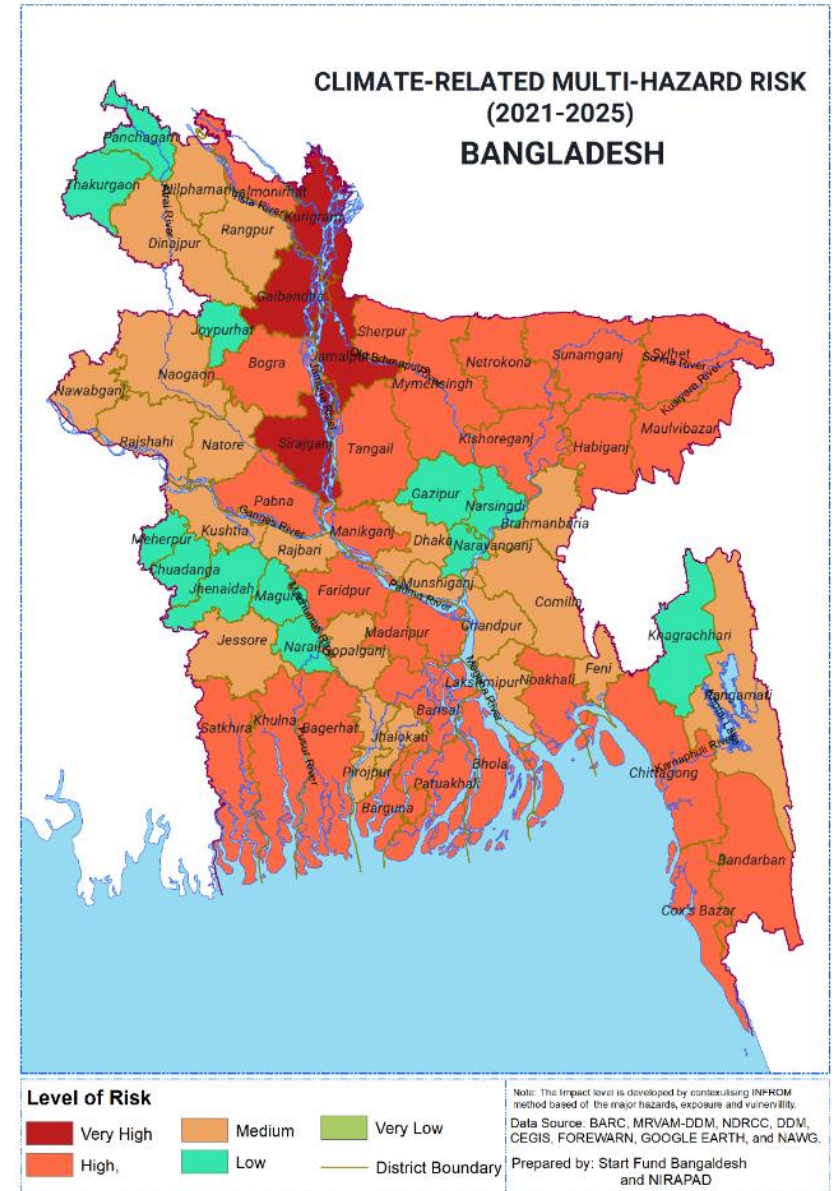 CLIMATE-RELATED MULTI-HAZARD RISK
(2021-2025)
BANGLADESH
Panchagarh
Thakurgaon
Nilphamari
Lalmonirhat
Tista River
Kurigram
Atrai River
Rangpur
Dinajpur
Gaibandha
Joypurhat
Sherpur
Jamalpur
Bogra
Netrokona
Sunamganj
Sylhet
Surma River
Mymensingh
Kusiyara River
Naogaon
Nawabganj
Maulvibazar
Rajshahi
Natore
Sirajganj
Tangail
Kishoreganj
Habiganj
Gazipur
Pabna
Narsingdi
Ganges River
Brahmanbaria
Kushtia
Manikganj
Meherpur
Dhaka
Narayanganj
Rajbari
Chuadanga
Munshiganj
Jhenaidah
Magura
Faridpur
Padma River
Comilla
Chandpur
Madaripur
Khagrachhari
Jessore
Narail
Gopalganj
Meghna River
Feni
Lakshmipur
Noakhali
Rangamati
Barisal
Satkhira
Khulna
Bagerhat
Jhalokati
Karnaphuli River
Bhola
Chittagong
Pirojpur
Patuakhali
Barguna
Bandarban
Cox's Bazar
Level of Risk
Very High
Medium
Very Low
High,
Low
District Boundary
Note: The Impact level is developed by contexulising INFROM
method based of the major hazards, exposure and vulnervillity.
Data Source: BARC, MRVAM-DDM, NDRCC, DDM,
CEGIS, FOREWARN, GOOGLE EARTH, and NAWG.
Prepared by: Start Fund Bangaldesh
and NIRAPAD